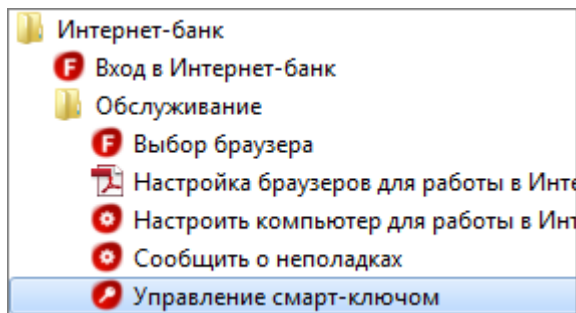 Интернет-банк
Вход в Интернет-банк
Обслуживание
Выбор браузера
Настройка браузеров для работы в Инте
Настроить компьютер для работы в Инт
Сообщить о неполадках
Управление смарт-ключом